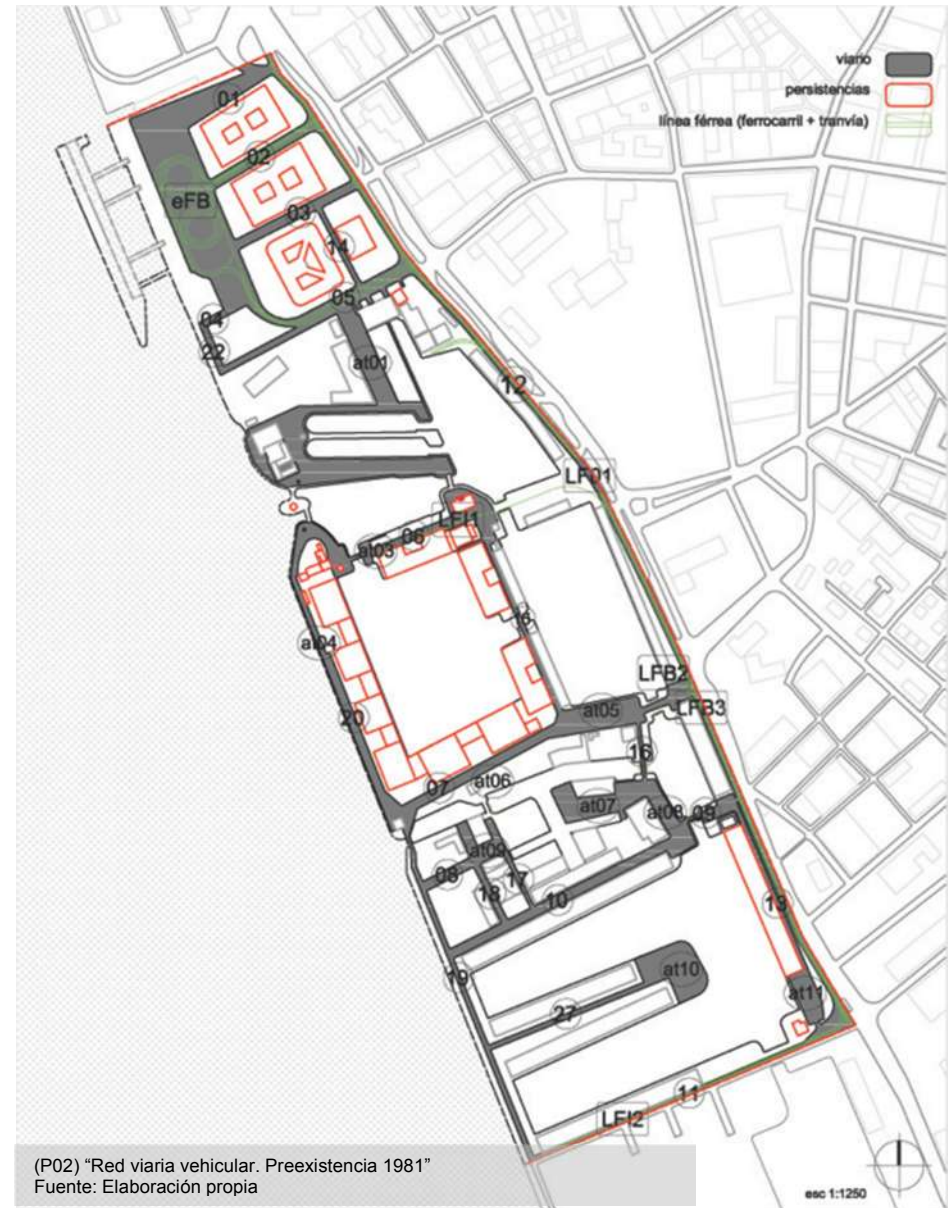 viario
persistencias
línea férrea (ferrocarril + tranvía)
01
02
eFB
03
14
05
04
22
at01
12
LF01
LFI1
06
at03
16
at04
LFB2
LFB3
20
at05
16
at06
07
at07
at08
09
at09
08
17
18
10
13
19
at10
at11
27
11
LFI2
(P02) “Red viaria vehicular. Preexistencia 1981”
Fuente: Elaboración propia
esc 1:1250